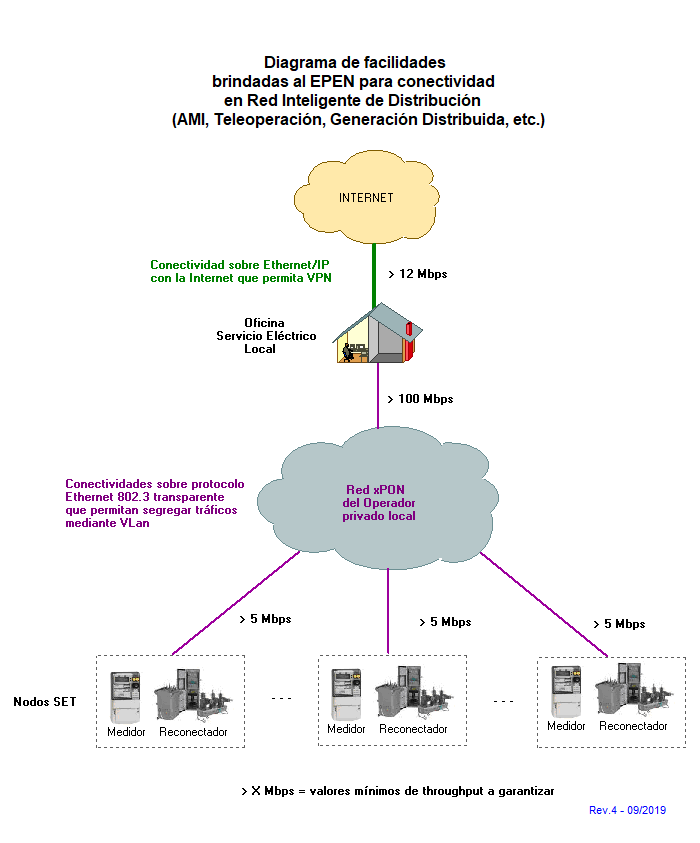 Diagrama de facilidades
brindadas al EPEN para conectividad
en Red Inteligente de Distribución
(AMI, Teleoperación, Generación Distribuida, etc.)
INTERNET
Conectividad sobre Ethernet/IP
con la Internet que permita VPN
> 12 Mbps
Oficina
Servicio Eléctrico
Local
> 100 Mbps
Conectividades sobre protocolo
Ethernet 802.3 transparente
que permitan segregar tráficos
mediante VLan
Red xPON
del Operador
privado local
> 5 Mbps
> 5 Mbps
> 5 Mbps
Nodos SET
Medidor Reconectador
- - -
Medidor Reconectador
- - -
Medidor Reconectador
> X Mbps = valores mínimos de throughput a garantizar
Rev.4 - 09/2019